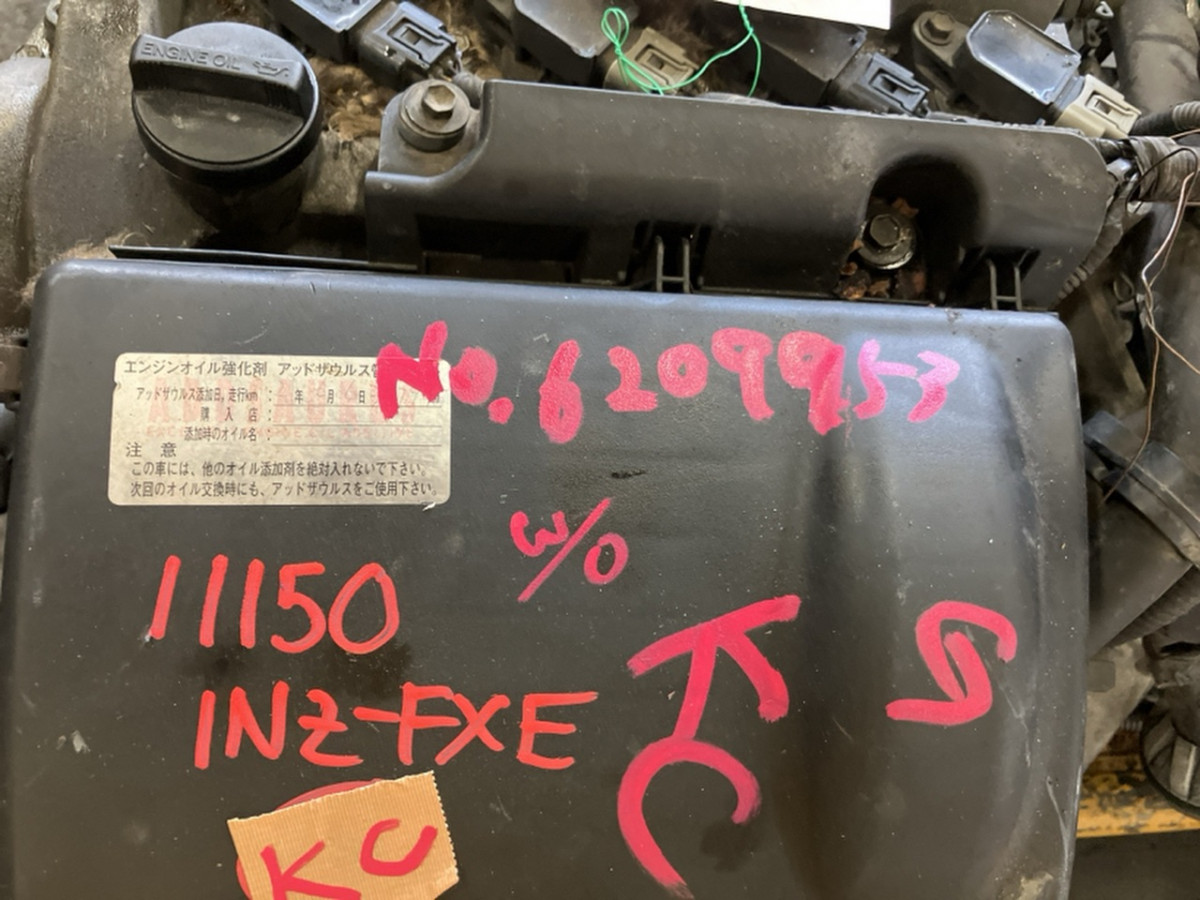 ENGINE OIL
No. 6209953
エンジンオイル強化剤 アッドザウルス
アッドザウルス添加日, 走行km : 年 月 日
購入店 :
添加時のオイル名 :
注意
この車には、他のオイル添加剤を絶対入れないで下さい。
次回のオイル交換時にも、アッドザウルスをご使用下さい。
w/o
11150
1NZ-FXE
KC
S
KC